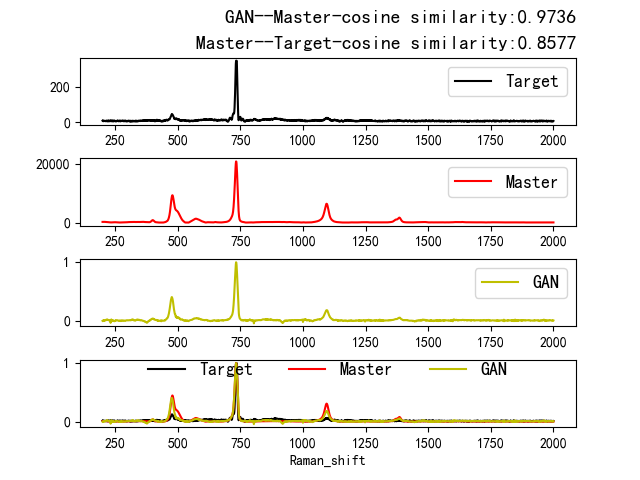 GAN--Master-cosine similarity:0.9736
Master--Target-cosine similarity:0.8577
200
0
Target
250 500 750 1000 1250 1500 1750 2000
20000
0
Master
250 500 750 1000 1250 1500 1750 2000
1
0
GAN
250 500 750 1000 1250 1500 1750 2000
1
0
Target Master GAN
250 500 750 1000 1250 1500 1750 2000
Raman_shift